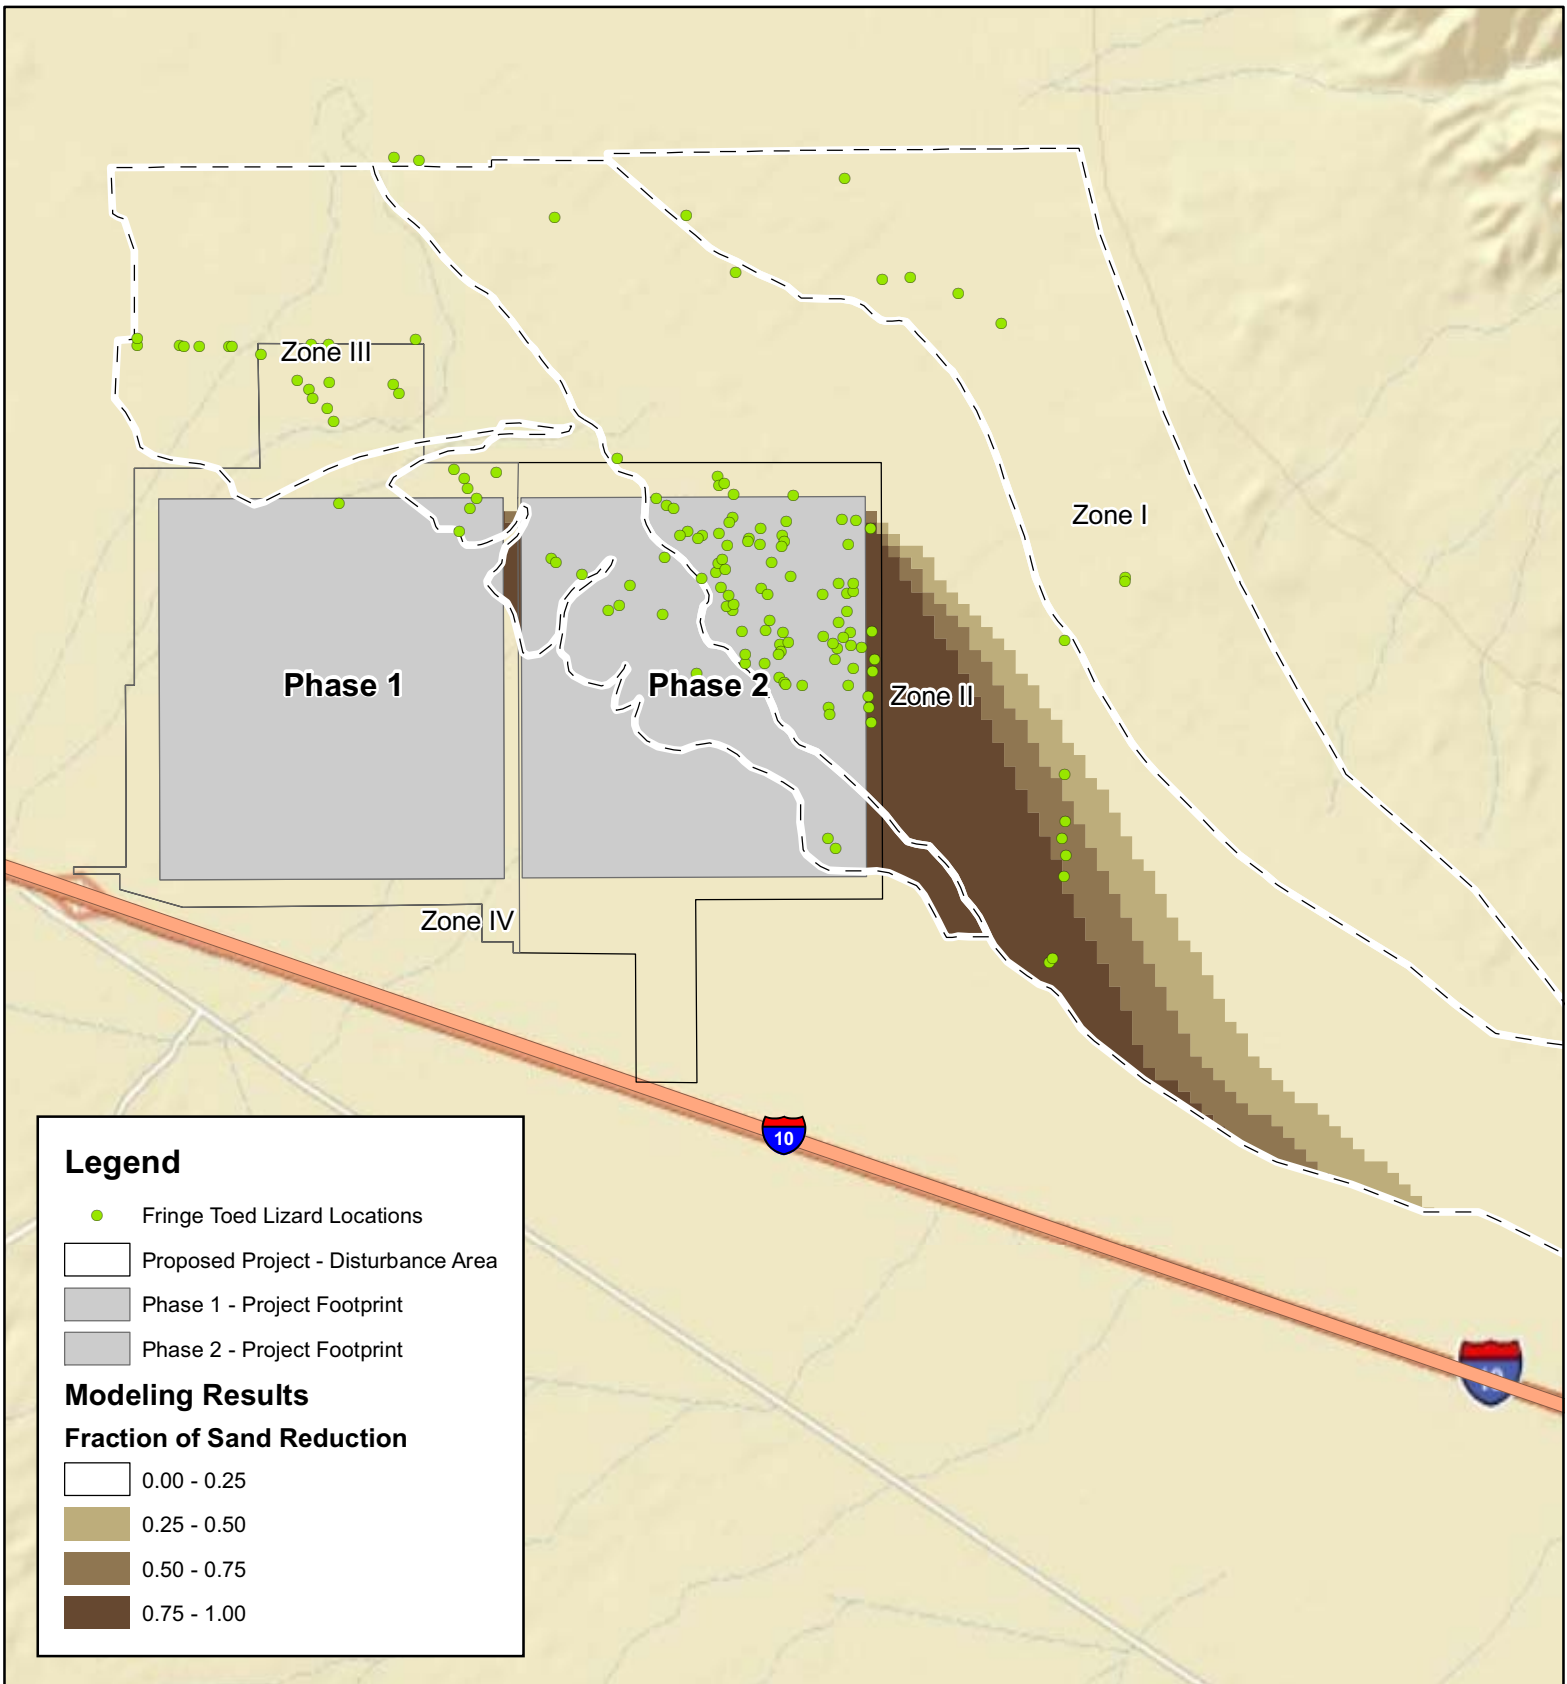 Zone III
Zone I
Phase 1
Phase 2
Zone II
Zone IV
10
Legend
Fringe Toed Lizard Locations
Proposed Project - Disturbance Area
Phase 1 - Project Footprint
Phase 2 - Project Footprint
Modeling Results
Fraction of Sand Reduction
0.00 - 0.25
0.25 - 0.50
0.50 - 0.75
0.75 - 1.00